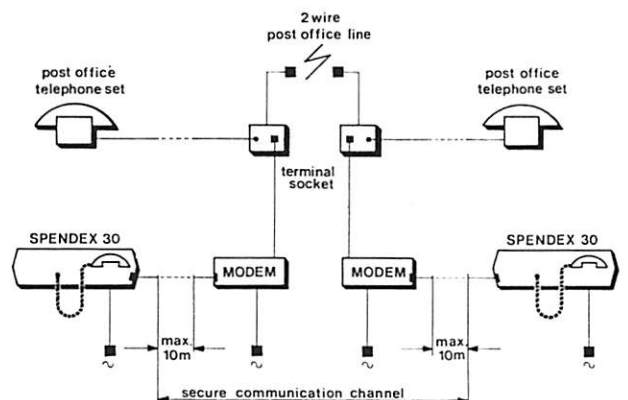 2 wire
post office line
post office
telephone set
post office
telephone set
terminal
socket
SPENDEX 30
MODEM
MODEM
SPENDEX 30
max.
10m
max.
10m
secure communication channel